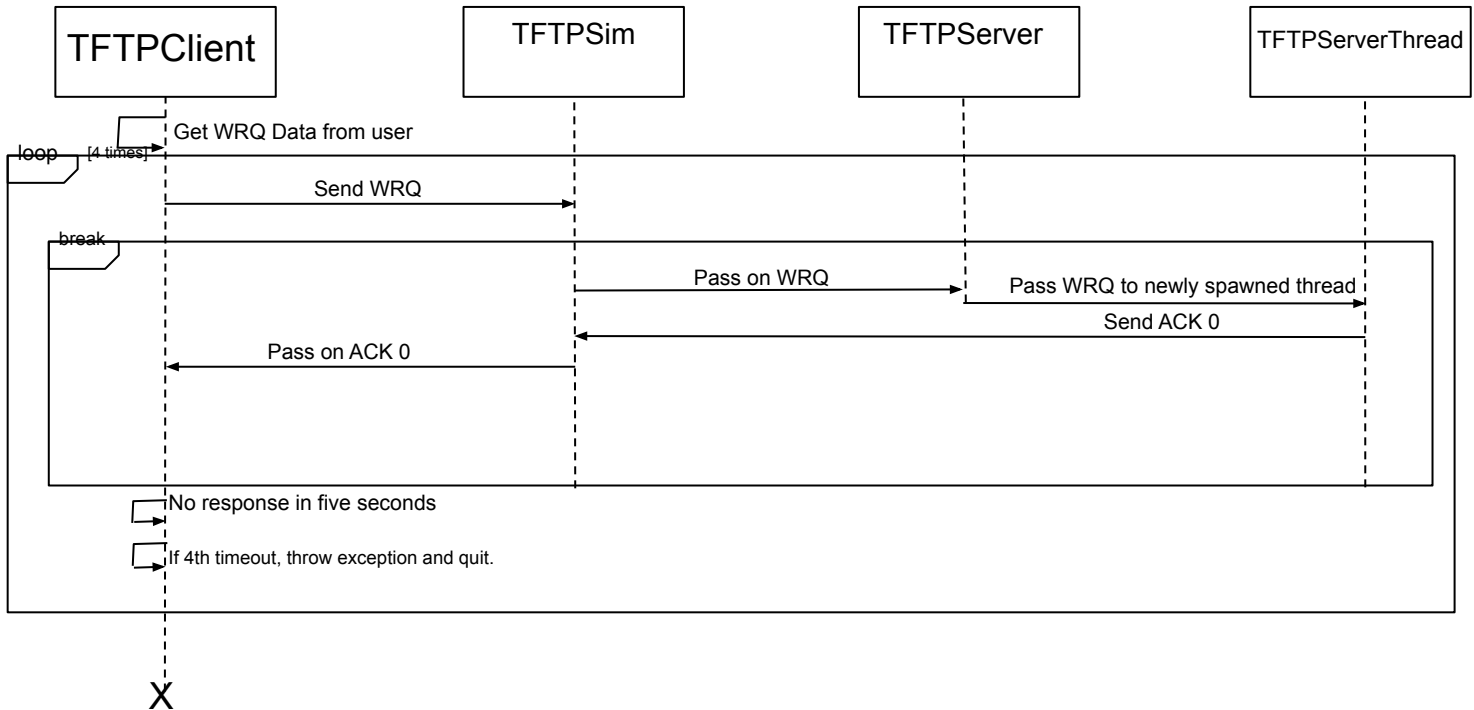 TFTPClient
TFTPSim
TFTPServer
TFTPServerThread
Get WRQ Data from user
loop
[4 times]
Send WRQ
break
Pass on WRQ
Pass WRQ to newly spawned thread
Send ACK 0
Pass on ACK 0
No response in five seconds
If 4th timeout, throw exception and quit.
X